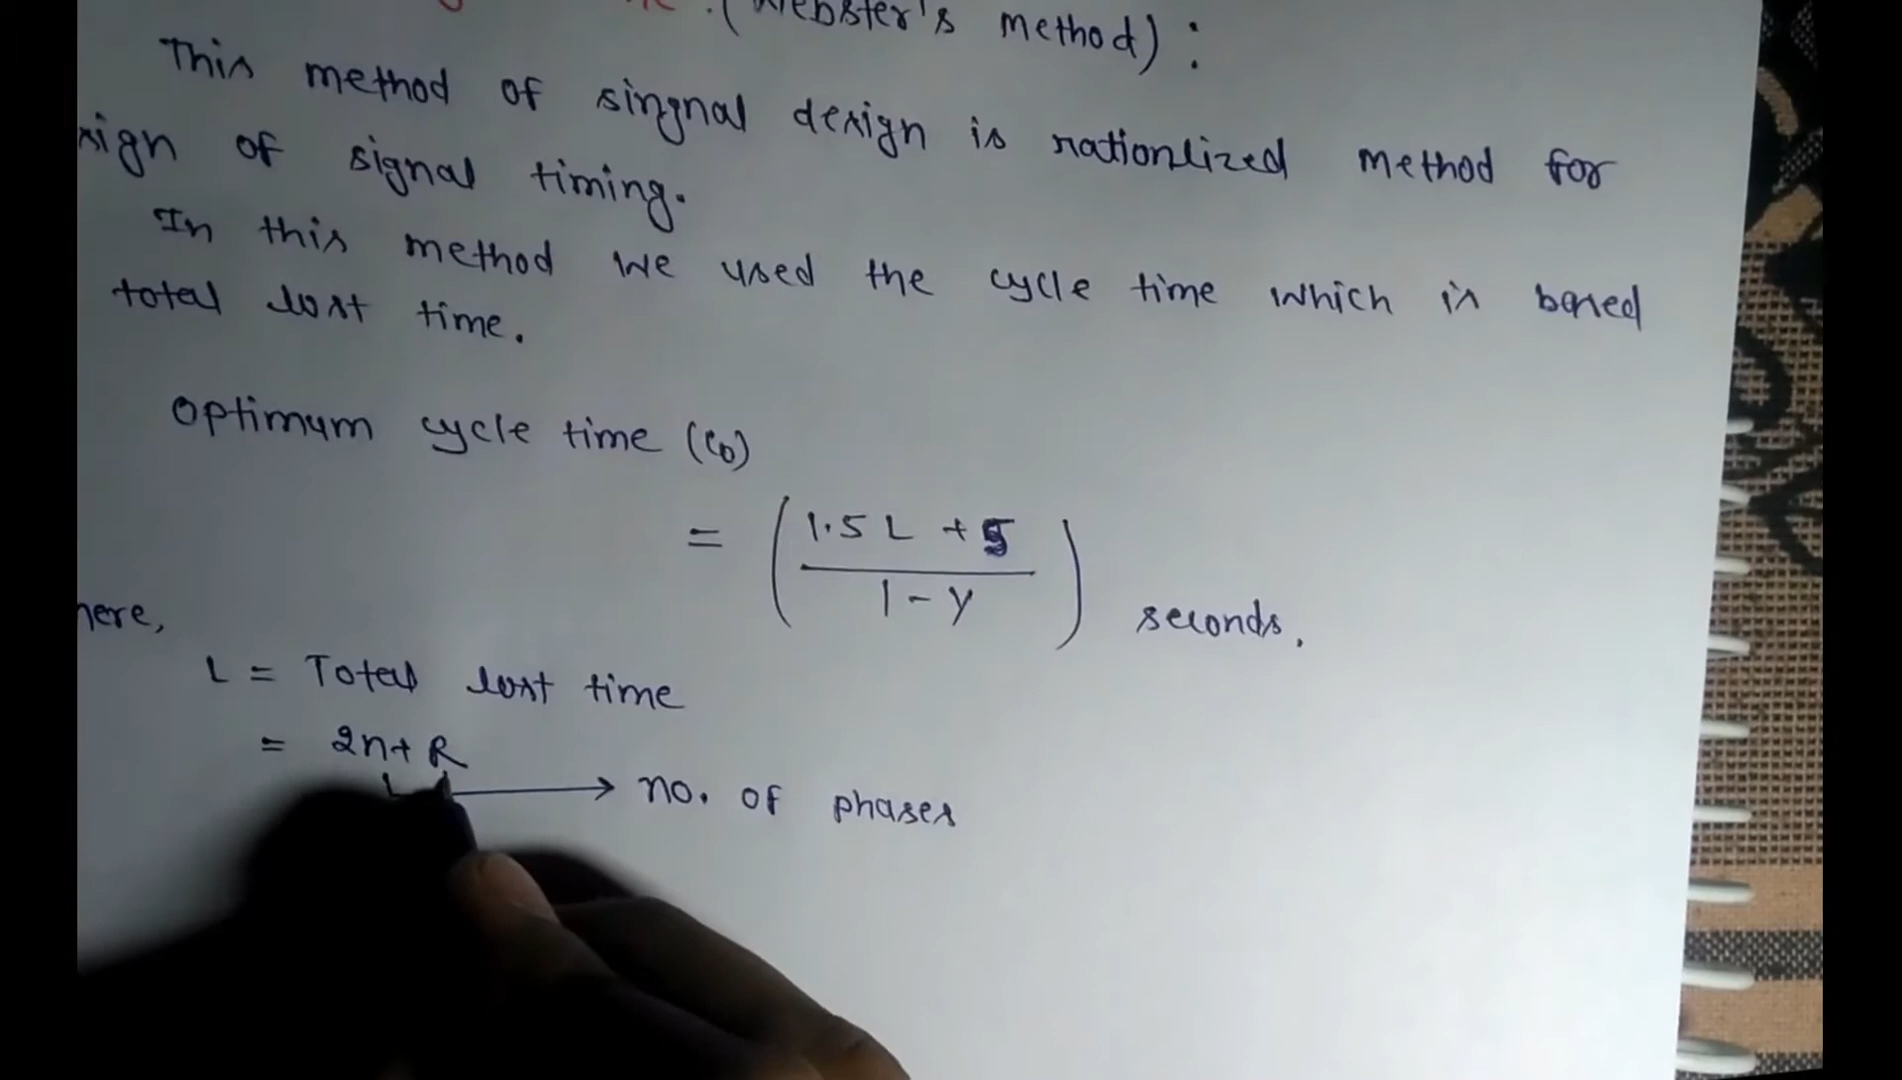 (Webster's method) :
This method of singnal design is rationlized method for
sign of signal timing.
In this method we used the cycle time which is based
total lost time.
Optimum cycle time (C0)
= ( 1.5 L + 5 / 1 - y ) seconds.
here,
L = Total lost time
= 2n + R
no. of phases